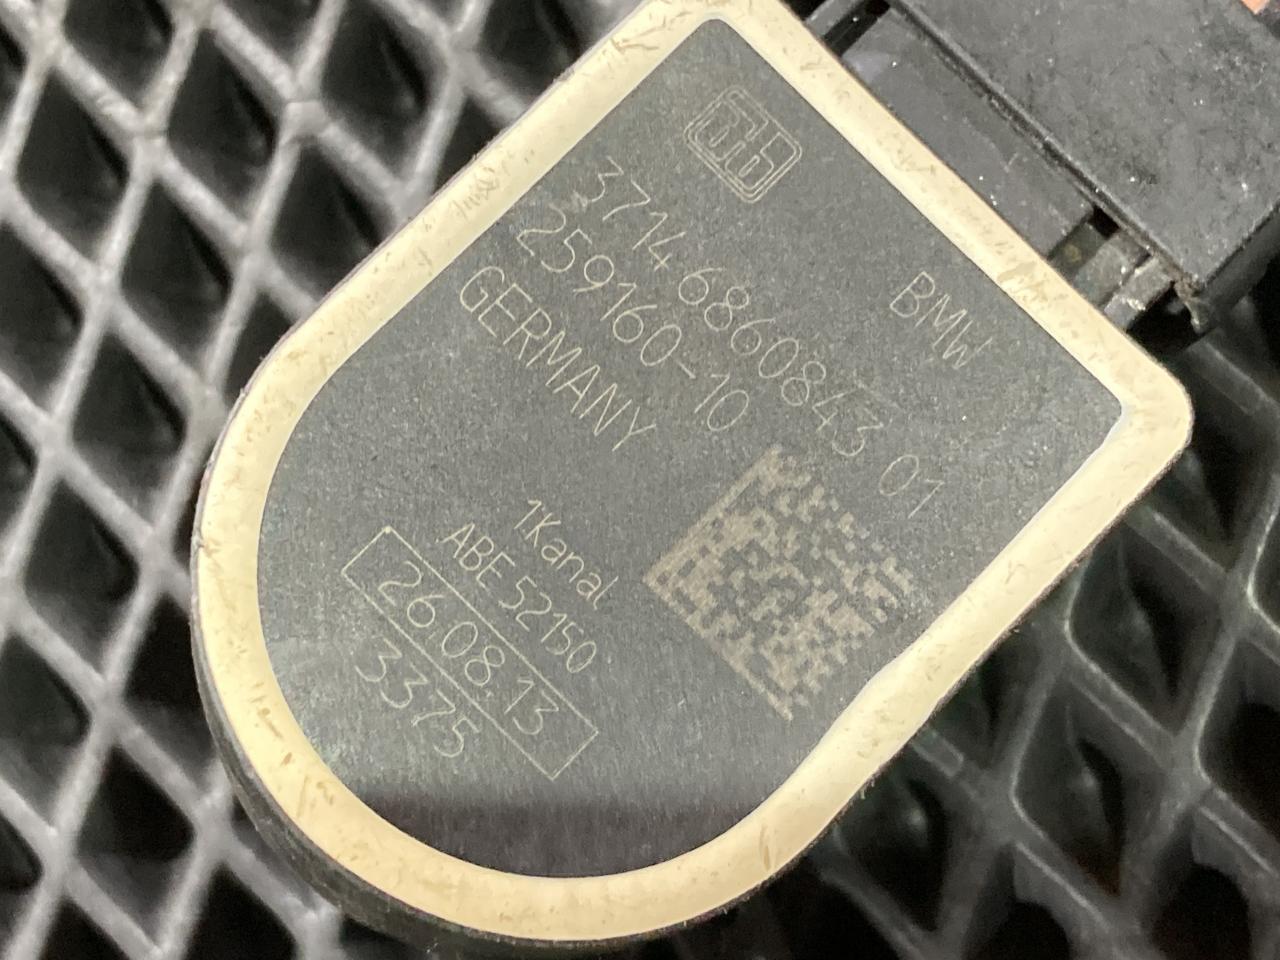 BMW
3714 6860843 01
259160-10
GERMANY
1Kanal
ABE 52150
26.08.13
3375